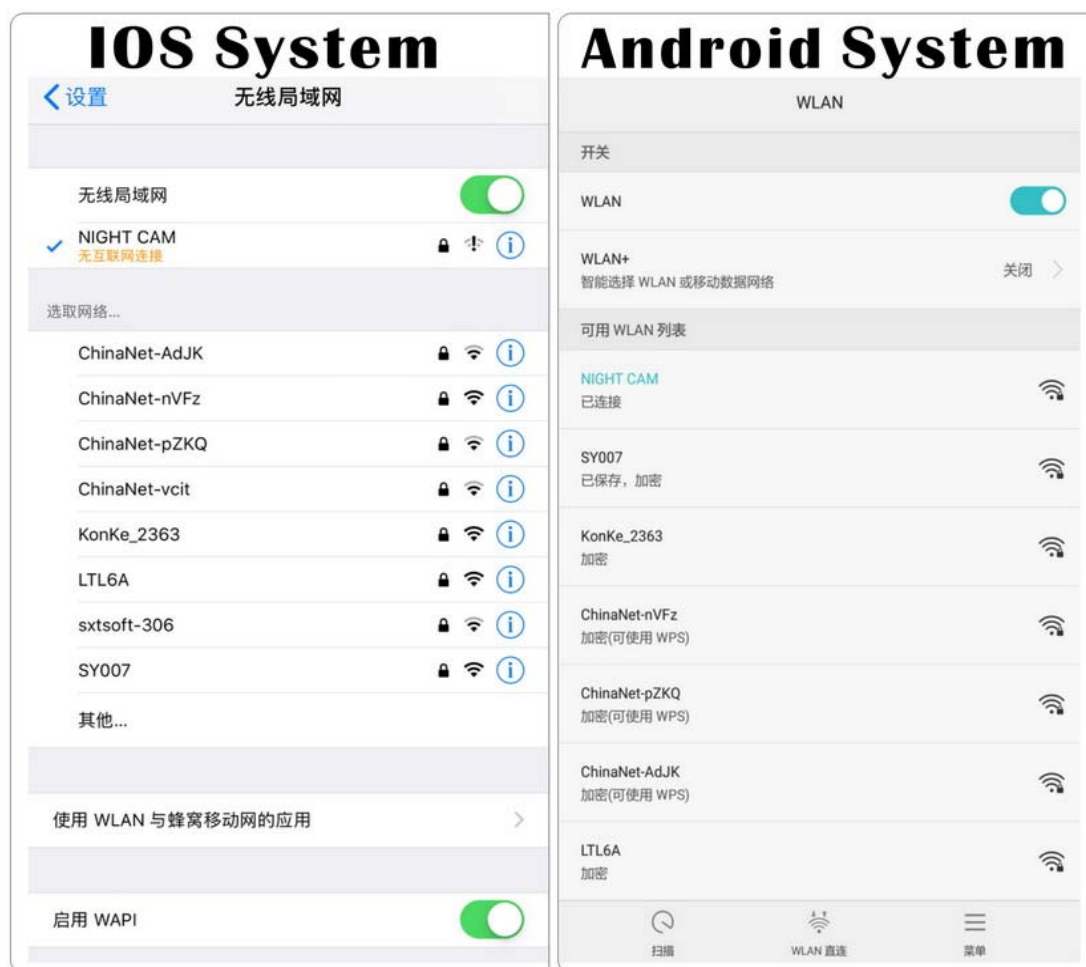 IOS System
设置
无线局域网
无线局域网
NIGHT CAM
无互联网连接
选取网络...
ChinaNet-AdJK
ChinaNet-nVFz
ChinaNet-pZKQ
ChinaNet-vcit
KonKe_2363
LTL6A
sxtsoft-306
SY007
其他...
使用 WLAN 与蜂窝移动网的应用
启用 WAPI
Android System
WLAN
开关
WLAN
WLAN+
智能选择 WLAN 或移动数据网络
关闭
可用 WLAN 列表
NIGHT CAM
已连接
SY007
已保存，加密
KonKe_2363
加密
ChinaNet-nVFz
加密(可使用 WPS)
ChinaNet-pZKQ
加密(可使用 WPS)
ChinaNet-AdJK
加密(可使用 WPS)
LTL6A
加密
扫描
WLAN 直连
菜单